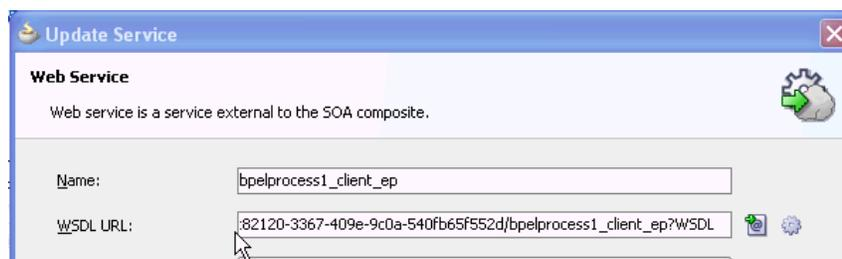 Update Service
Web Service
Web service is a service external to the SOA composite.
Name: bpelprocess1_client_ep
WSDL URL: :82120-3367-409e-9c0a-540fb65f552d/bpelprocess1_client_ep?WSDL